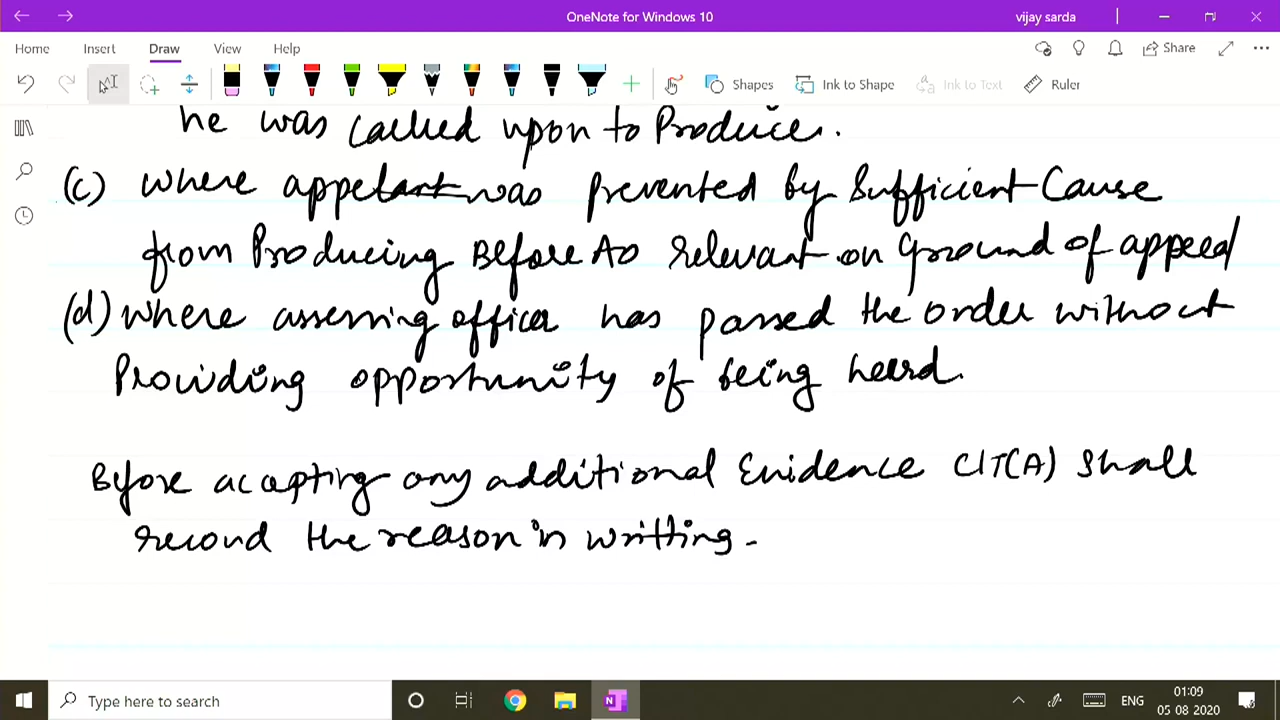 OneNote for Windows 10
vijay sarda
Home Insert Draw View Help
Share
Shapes Ink to Shape Ink to Text Ruler
he was called upon to Produce.
(c) where appelant was prevented by Sufficient Cause
from Producing Before AO relevant on Ground of appeal
(d) where assessing officer has passed the order without
Providing opportunity of being heard.
Before accepting any additional Evidence CIT(A) Shall
record the reason in writting.
Type here to search
ENG
01:09
05-08-2020